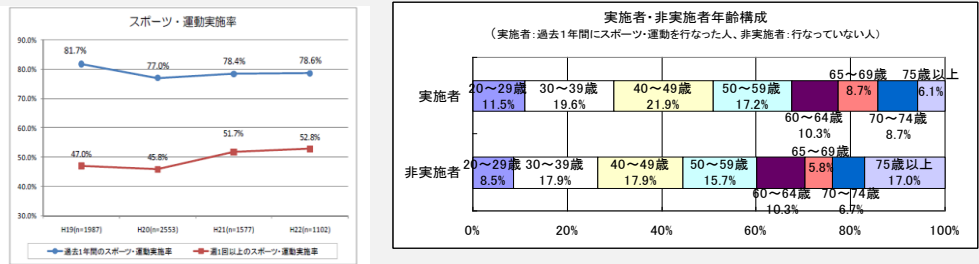 スポーツ・運動実施率
90.0%
80.0%
70.0%
60.0%
50.0%
40.0%
30.0%
81.7%
77.0%
78.4%
78.6%
47.0%
45.8%
51.7%
52.8%
H19(n=1987)
H20(n=2553)
H21(n=1577)
H22(n=1102)
過去1年間のスポーツ・運動実施率
週1回以上のスポーツ・運動実施率
実施者・非実施者年齢構成
(実施者:過去1年間にスポーツ・運動を行なった人、非実施者:行なっていない人)
実施者
20~29歳
11.5%
30~39歳
19.6%
40~49歳
21.9%
50~59歳
17.2%
60~64歳
10.3%
65~69歳
8.7%
70~74歳
8.7%
75歳以上
6.1%
非実施者
20~29歳
8.5%
30~39歳
17.9%
40~49歳
17.9%
50~59歳
15.7%
60~64歳
10.3%
65~69歳
5.8%
70~74歳
6.7%
75歳以上
17.0%
0%
20%
40%
60%
80%
100%